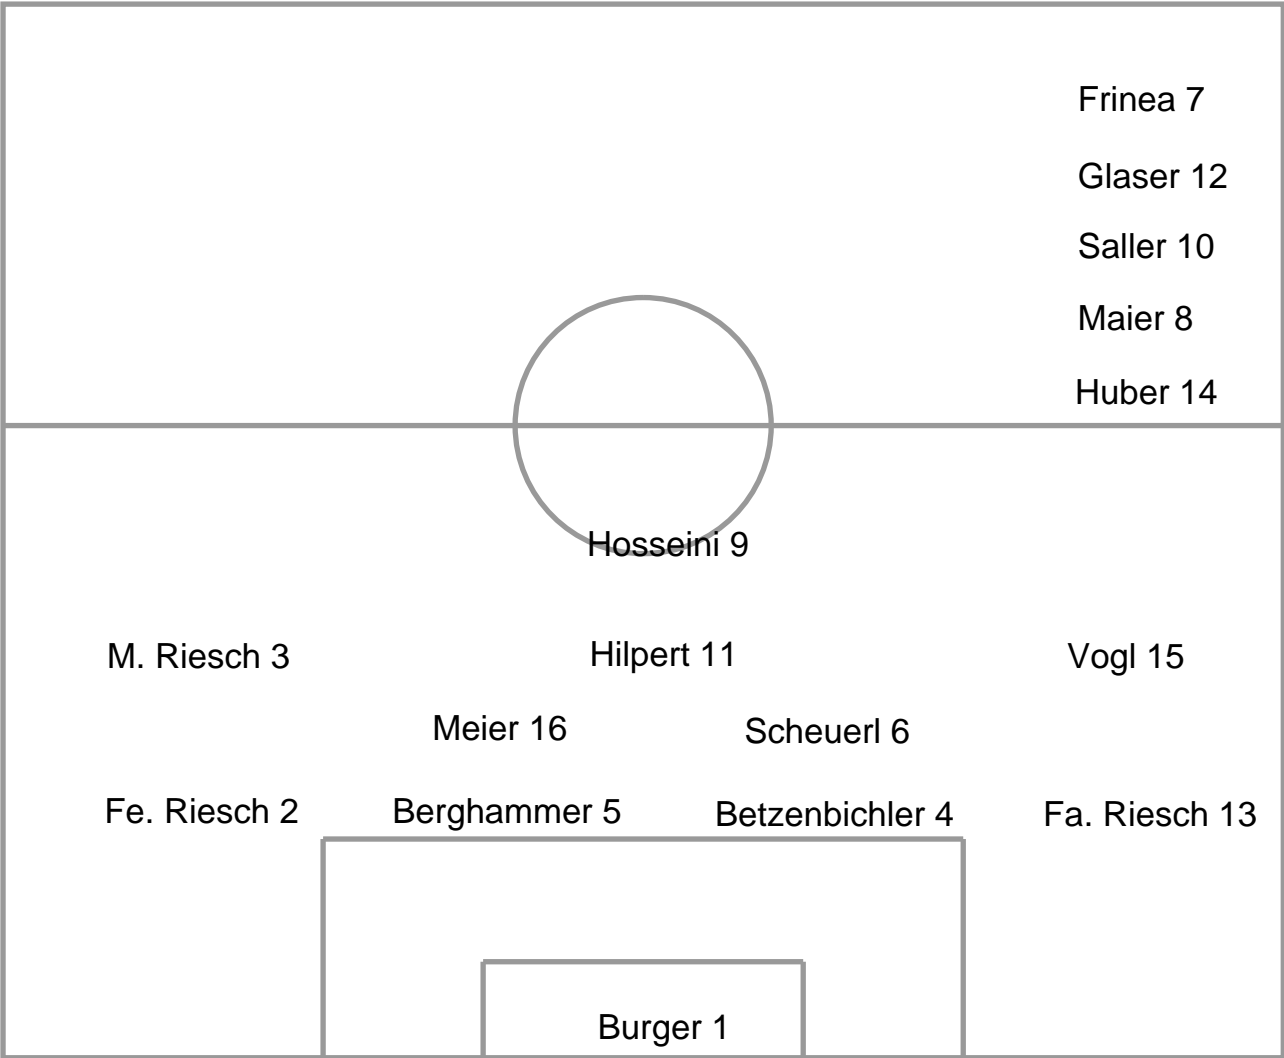 Frinea 7
Glaser 12
Saller 10
Maier 8
Huber 14
Hosseini 9
M. Riesch 3
Hilpert 11
Vogl 15
Meier 16
Scheuerl 6
Fe. Riesch 2
Berghammer 5
Betzenbichler 4
Fa. Riesch 13
Burger 1